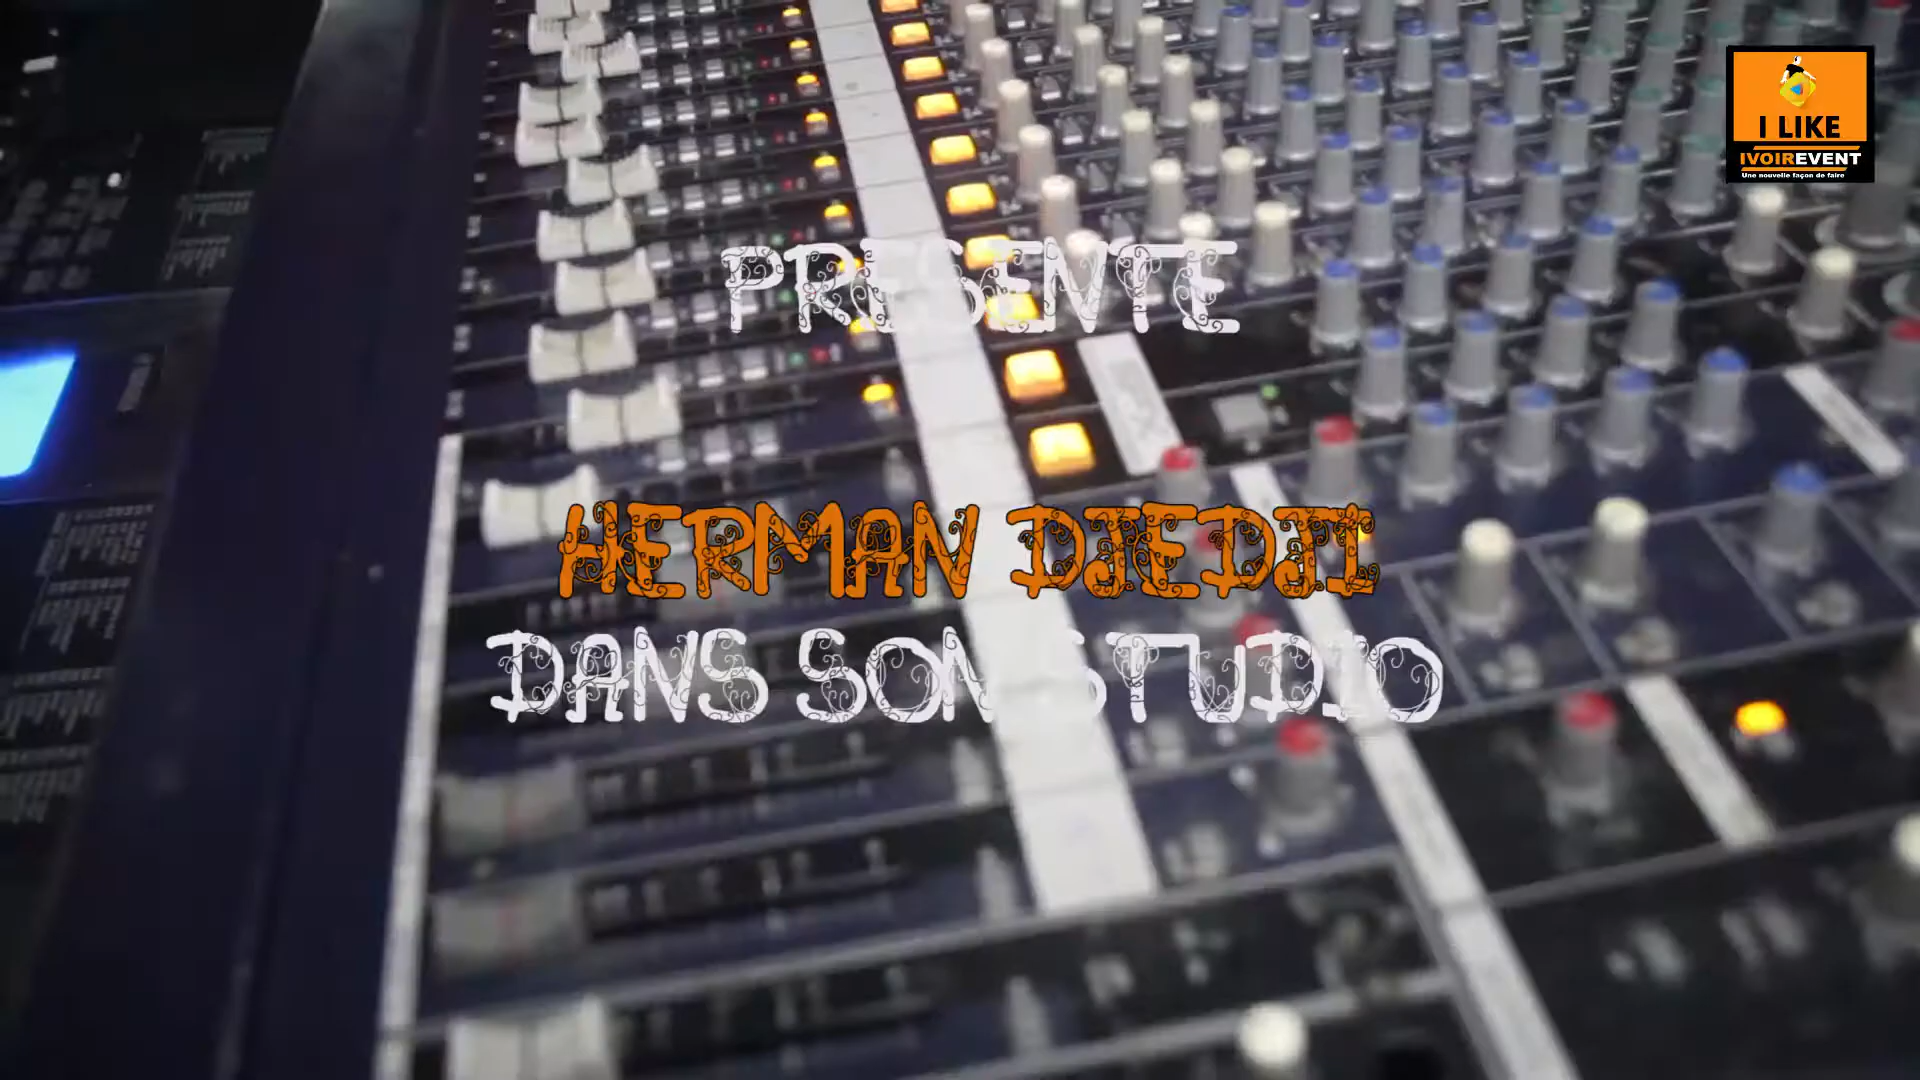 I LIKE
IVOIREVENT
Une nouvelle façon de faire
PRESENTE
HERMAN DJEDJI
DANS SON STUDIO